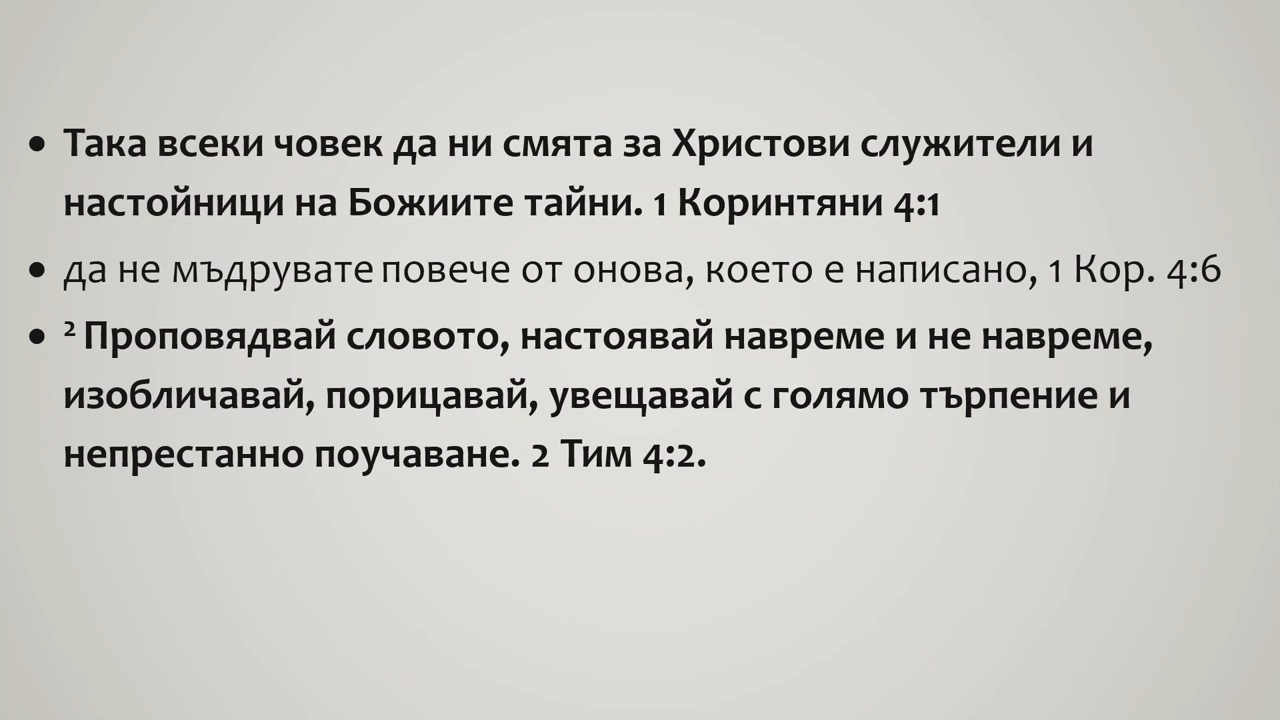 • Така всеки човек да ни смята за Христови служители и
настойници на Божиите тайни. 1 Коринтяни 4:1
• да не мъдрувате повече от онова, което е написано, 1 Кор. 4:6
• ² Проповядвай словото, настоявай навреме и не навреме,
изобличавай, порицавай, увещавай с голямо търпение и
непрестанно поучаване. 2 Тим 4:2.